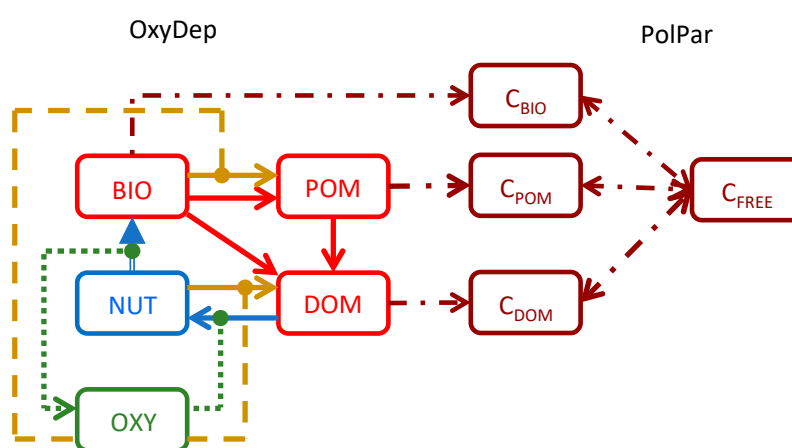 OxyDep
PolPar
C_BIO
BIO
POM
C_POM
C_FREE
NUT
DOM
C_DOM
OXY